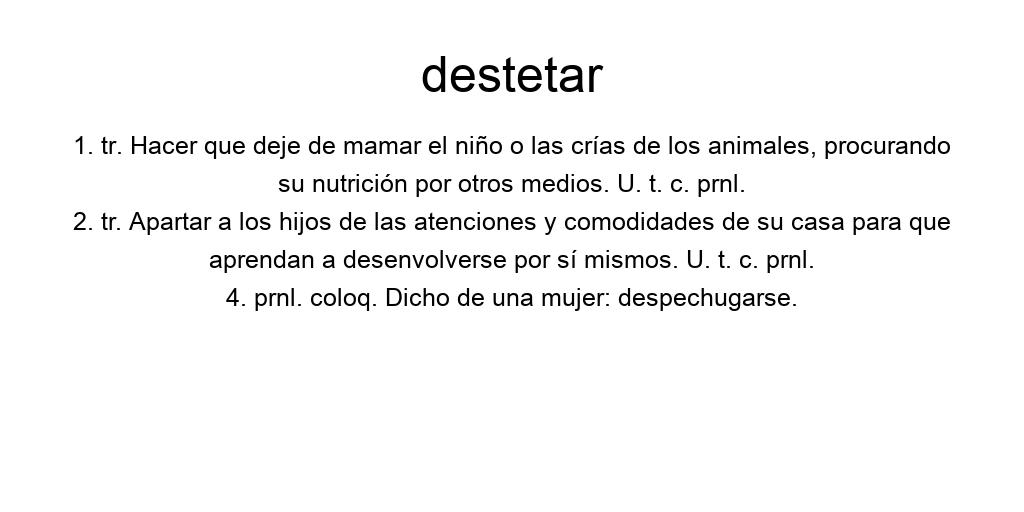 destetar
1. tr. Hacer que deje de mamar el niño o las crías de los animales, procurando
su nutrición por otros medios. U. t. c. prnl.
2. tr. Apartar a los hijos de las atenciones y comodidades de su casa para que
aprendan a desenvolverse por sí mismos. U. t. c. prnl.
4. prnl. coloq. Dicho de una mujer: despechugarse.